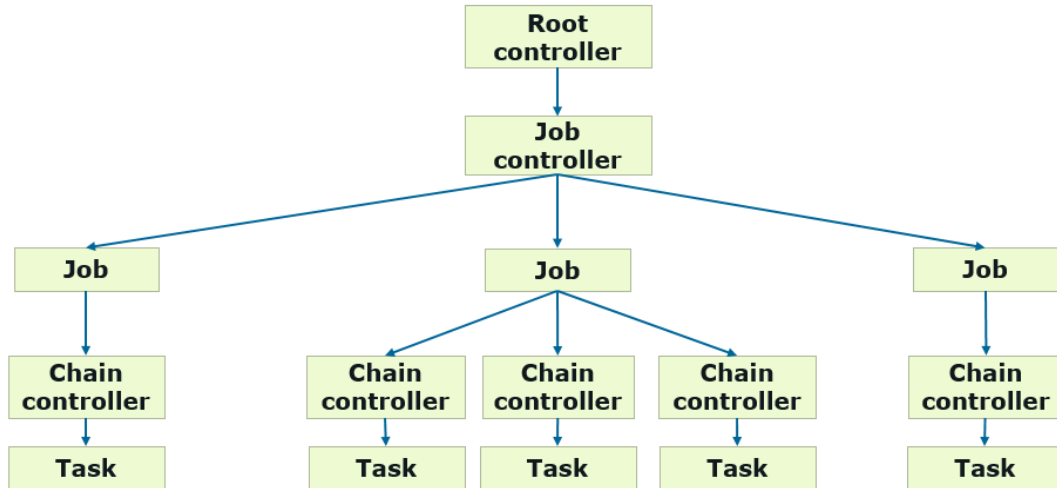 Root
controller
Job
controller
Job
Job
Job
Chain
controller
Chain
controller
Chain
controller
Chain
controller
Chain
controller
Task
Task
Task
Task
Task